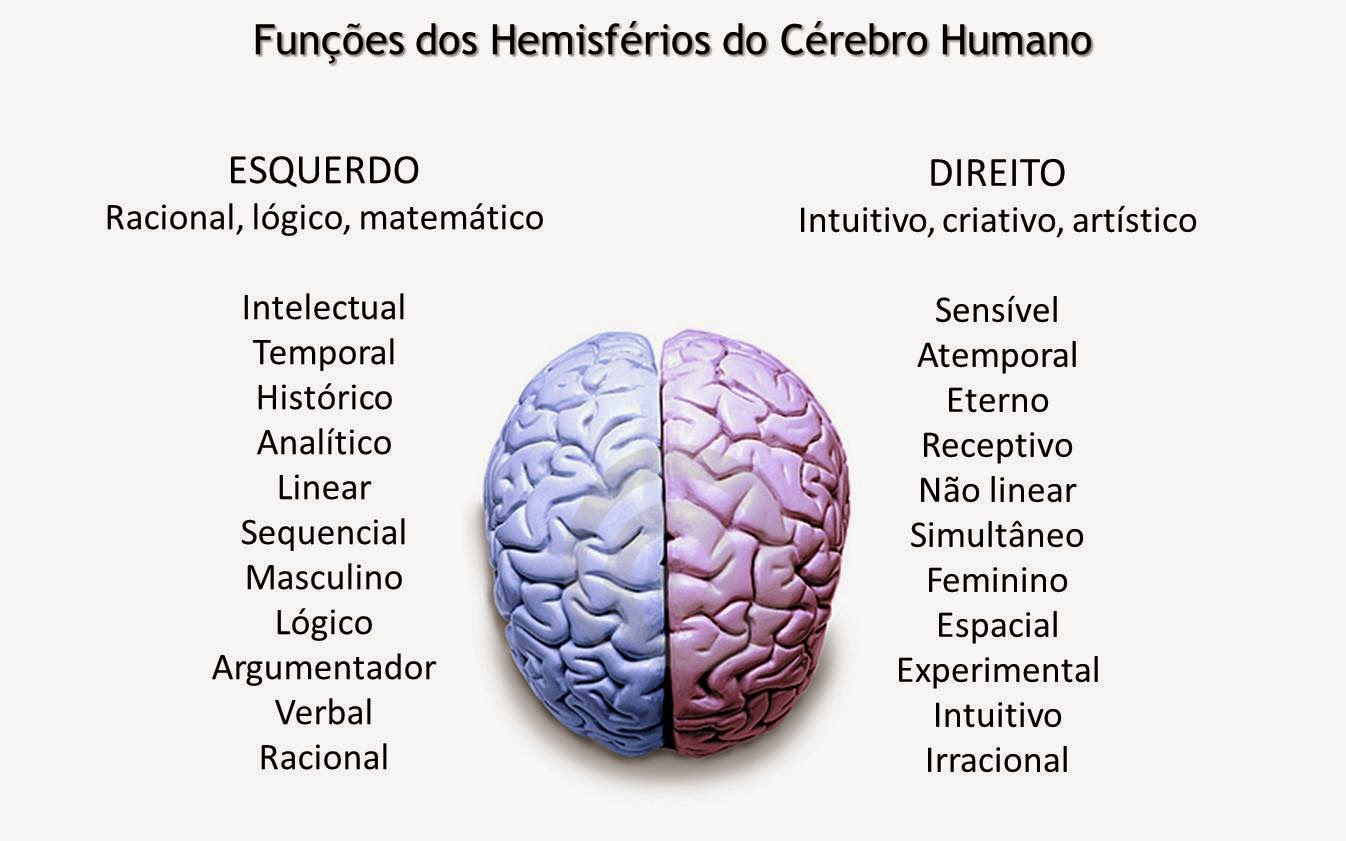 Funções dos Hemisférios do Cérebro Humano
ESQUERDO
Racional, lógico, matemático
Intelectual
Temporal
Histórico
Analítico
Linear
Sequencial
Masculino
Lógico
Argumentador
Verbal
Racional
DIREITO
Intuitivo, criativo, artístico
Sensível
Atemporal
Eterno
Receptivo
Não linear
Simultâneo
Feminino
Espacial
Experimental
Intuitivo
Irracional